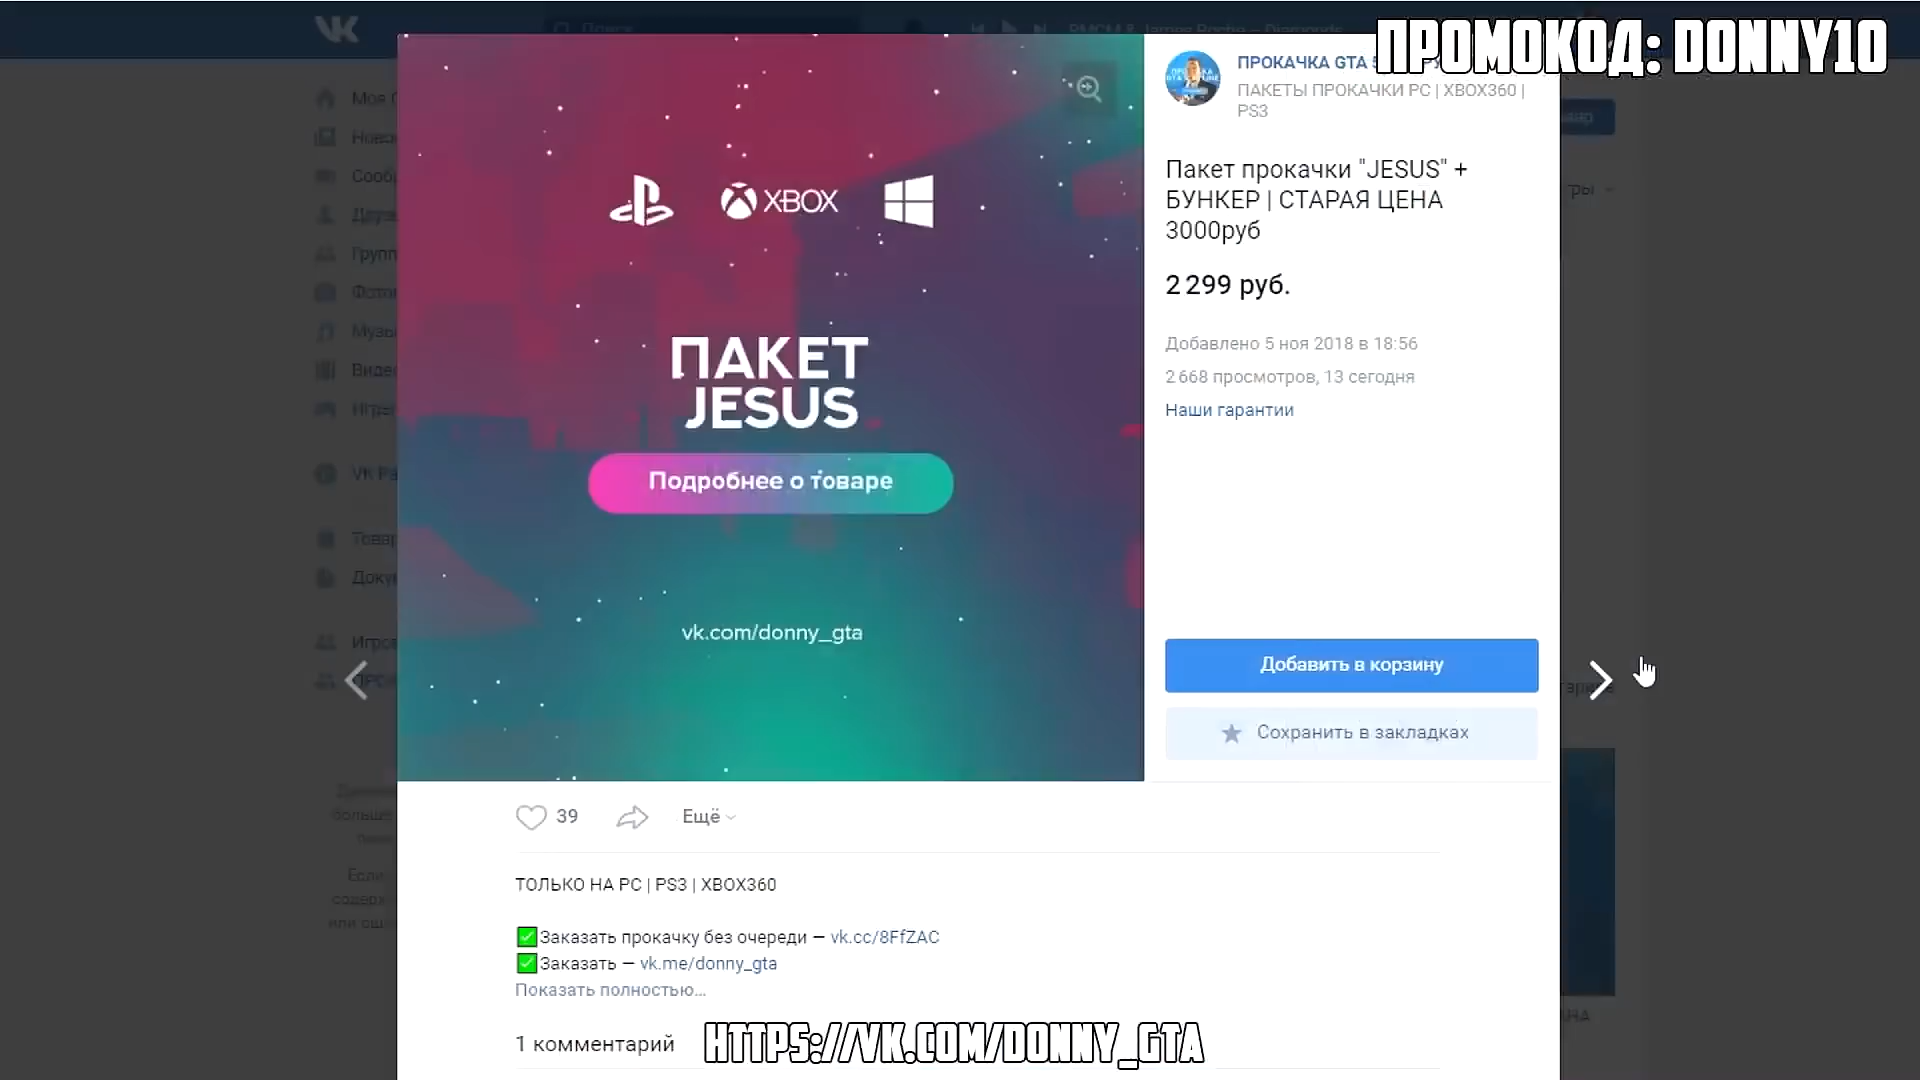 ПРОМОКОД: DONNY10
ПРОКАЧКА GTA 5
ПАКЕТЫ ПРОКАЧКИ PC | XBOX360 |
PS3
Пакет прокачки "JESUS" +
БУНКЕР | СТАРАЯ ЦЕНА
3000руб
2 299 руб.
Добавлено 5 ноя 2018 в 18:56
2 668 просмотров, 13 сегодня
Наши гарантии
XBOX
ПАКЕТ
JESUS
Подробнее о товаре
vk.com/donny_gta
Добавить в корзину
Сохранить в закладках
39
Ещё
ТОЛЬКО НА PC | PS3 | XBOX360
✅Заказать прокачку без очереди — vk.cc/8FfZAC
✅Заказать — vk.me/donny_gta
Показать полностью...
1 комментарий
HTTPS://VK.COM/DONNY_GTA